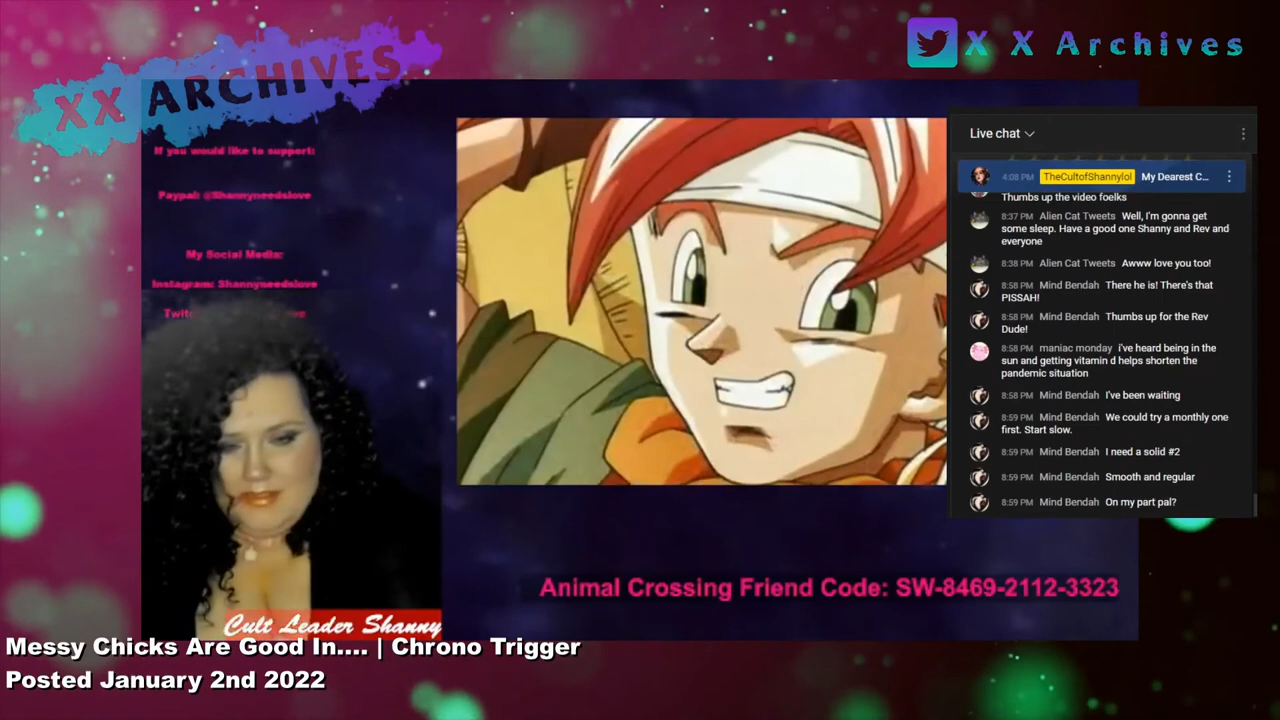 XX ARCHIVES
X X Archives
If you would like to support:
Paypal: @Shannyneedslove
My Social Media:
Instagram: Shannyneedslove
Cult Leader Shanny
Animal Crossing Friend Code: SW-8469-2112-3323
Live chat
4:08 PM TheCultofShannylol My Dearest C...
Thumbs up the video foelks
8:37 PM Alien Cat Tweets Well, I'm gonna get
some sleep. Have a good one Shanny and Rev and
everyone
8:38 PM Alien Cat Tweets Awww love you too!
8:58 PM Mind Bendah There he is! There's that
PISSAH!
8:58 PM Mind Bendah Thumbs up for the Rev
Dude!
8:58 PM maniac monday i've heard being in the
sun and getting vitamin d helps shorten the
pandemic situation
8:58 PM Mind Bendah I've been waiting
8:59 PM Mind Bendah We could try a monthly one
first. Start slow.
8:59 PM Mind Bendah I need a solid #2
8:59 PM Mind Bendah Smooth and regular
8:59 PM Mind Bendah On my part pal?
Messy Chicks Are Good In.... | Chrono Trigger
Posted January 2nd 2022